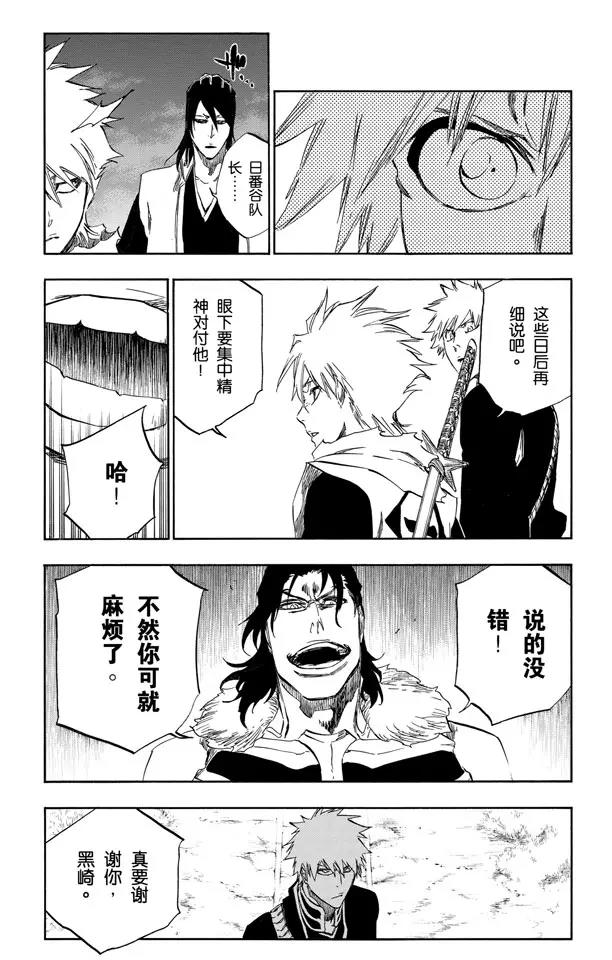 日番谷队
长……
这些日后再
细说吧。
眼下要集中精
神对付他！
哈！
说的没
错！
不然你可就
麻烦了。
真要谢
谢你，
黑崎。